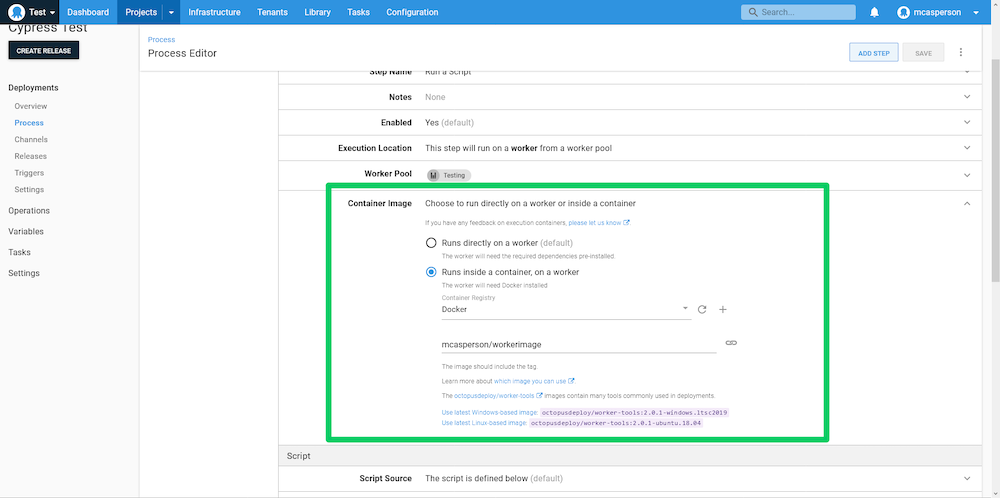 Test
Dashboard
Projects
Infrastructure
Tenants
Library
Tasks
Configuration
Search...
mcasperson
Cypress Test
CREATE RELEASE
Deployments
Overview
Process
Channels
Releases
Triggers
Settings
Operations
Variables
Tasks
Settings
Process
Process Editor
ADD STEP
SAVE
Step Name Run a Script
Notes None
Enabled Yes (default)
Execution Location This step will run on a worker from a worker pool
Worker Pool Testing
Container Image Choose to run directly on a worker or inside a container
If you have any feedback on execution containers, please let us know
Runs directly on a worker (default)
The worker will need the required dependencies pre-installed.
Runs inside a container, on a worker
The worker will need Docker installed
Container Registry
Docker
mcasperson/workerimage
The image should include the tag.
Learn more about which image you can use.
The octopusdeploy/worker-tools images contain many tools commonly used in deployments.
Use latest Windows-based image: octopusdeploy/worker-tools:2.0.1-windows.ltsc2019
Use latest Linux-based image: octopusdeploy/worker-tools:2.0.1-ubuntu.18.04
Script
Script Source The script is defined below (default)